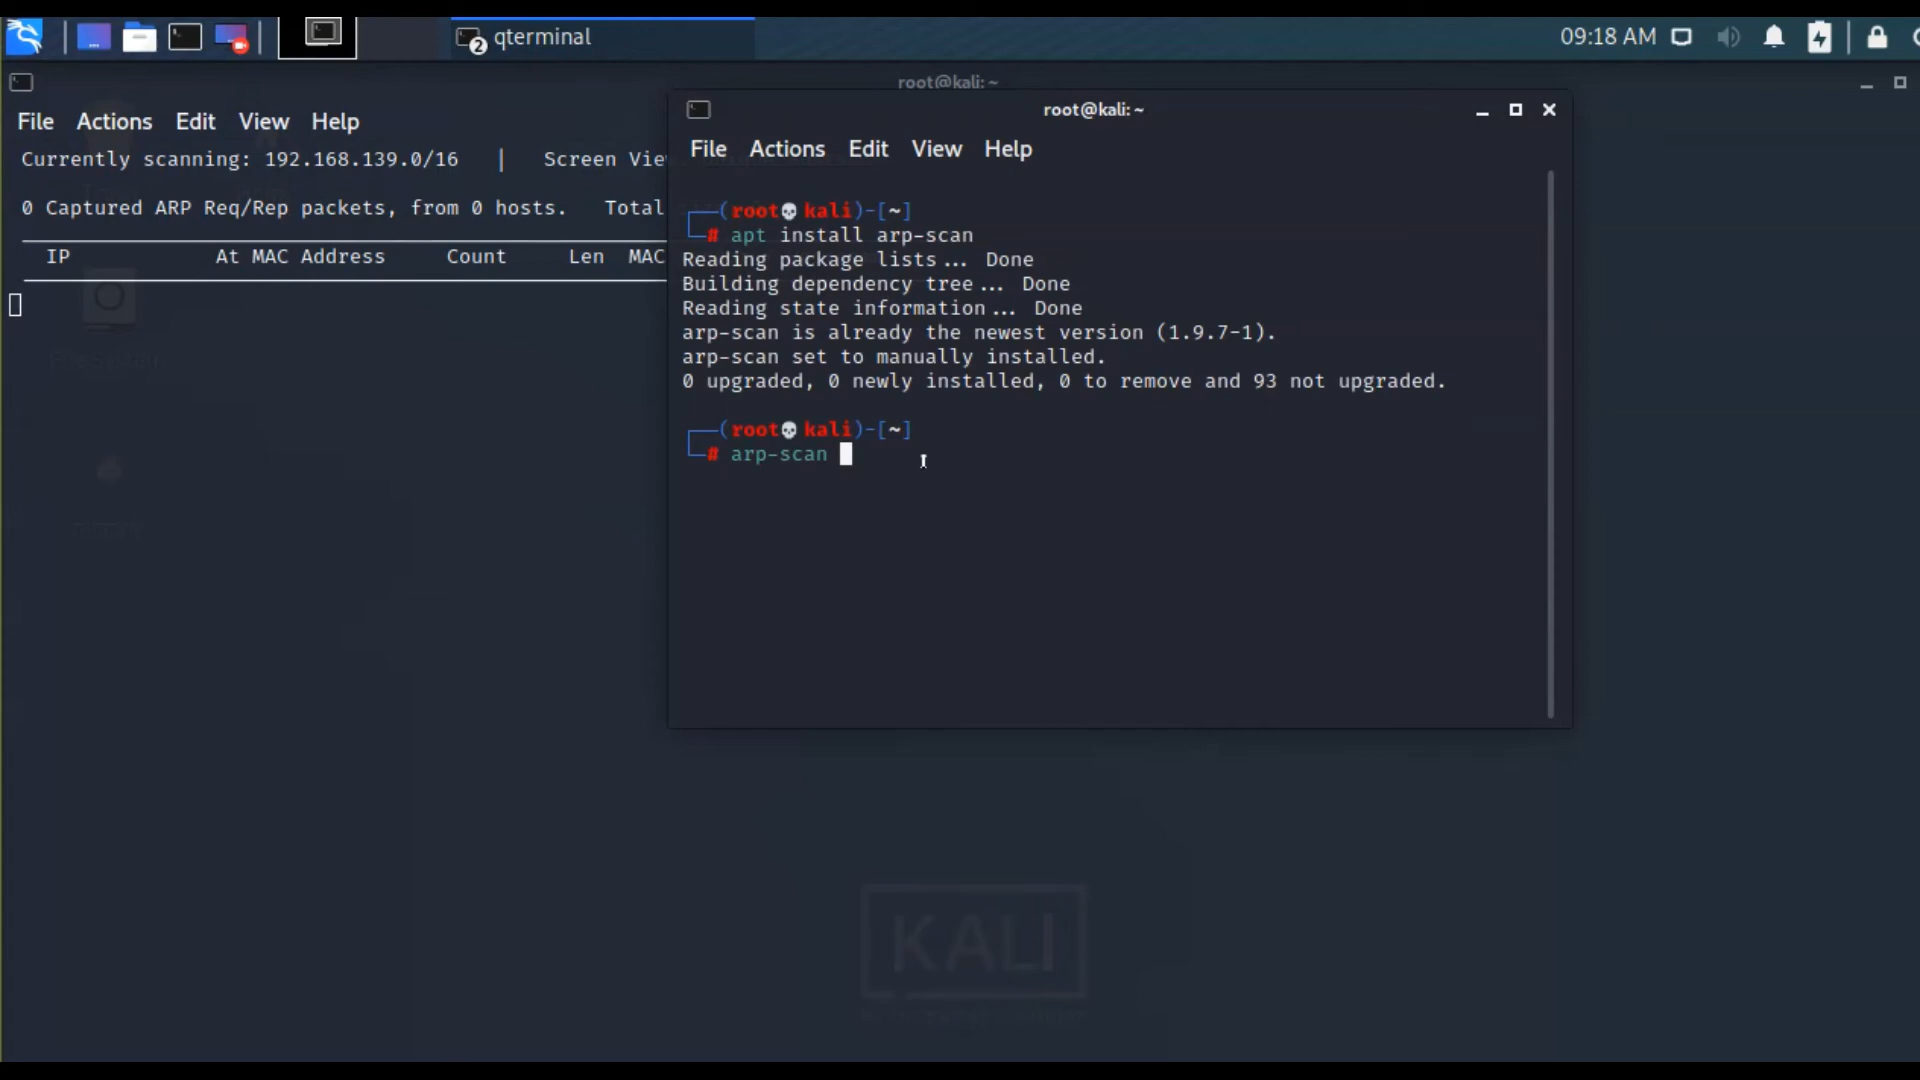 2 qterminal
09:18 AM
root@kali: ~
File Actions Edit View Help
Currently scanning: 192.168.139.0/16 | Screen Vie
0 Captured ARP Req/Rep packets, from 0 hosts. Total
IP At MAC Address Count Len MAC
File System
root@kali: ~
File Actions Edit View Help
┌──(root💀kali)-[~]
└─# apt install arp-scan
Reading package lists... Done
Building dependency tree... Done
Reading state information... Done
arp-scan is already the newest version (1.9.7-1).
arp-scan set to manually installed.
0 upgraded, 0 newly installed, 0 to remove and 93 not upgraded.
┌──(root💀kali)-[~]
└─# arp-scan
KALI